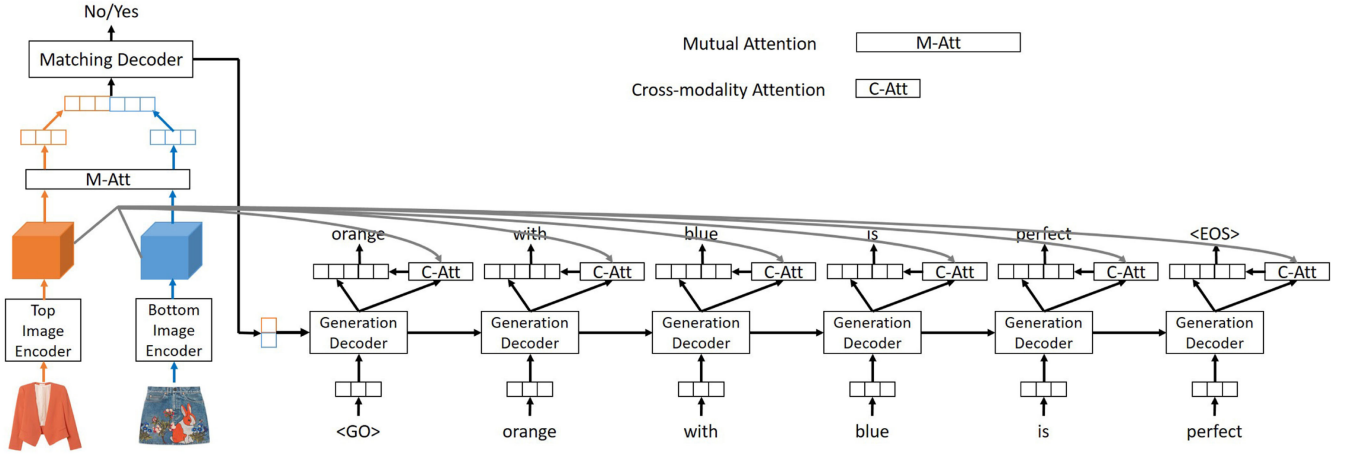 No/Yes
Matching Decoder
M-Att
Top
Image
Encoder
Bottom
Image
Encoder
Mutual Attention M-Att
Cross-modality Attention C-Att
orange with blue is perfect <EOS>
C-Att C-Att C-Att C-Att C-Att C-Att
Generation Generation Generation Generation Generation Generation
Decoder Decoder Decoder Decoder Decoder Decoder
<GO> orange with blue is perfect